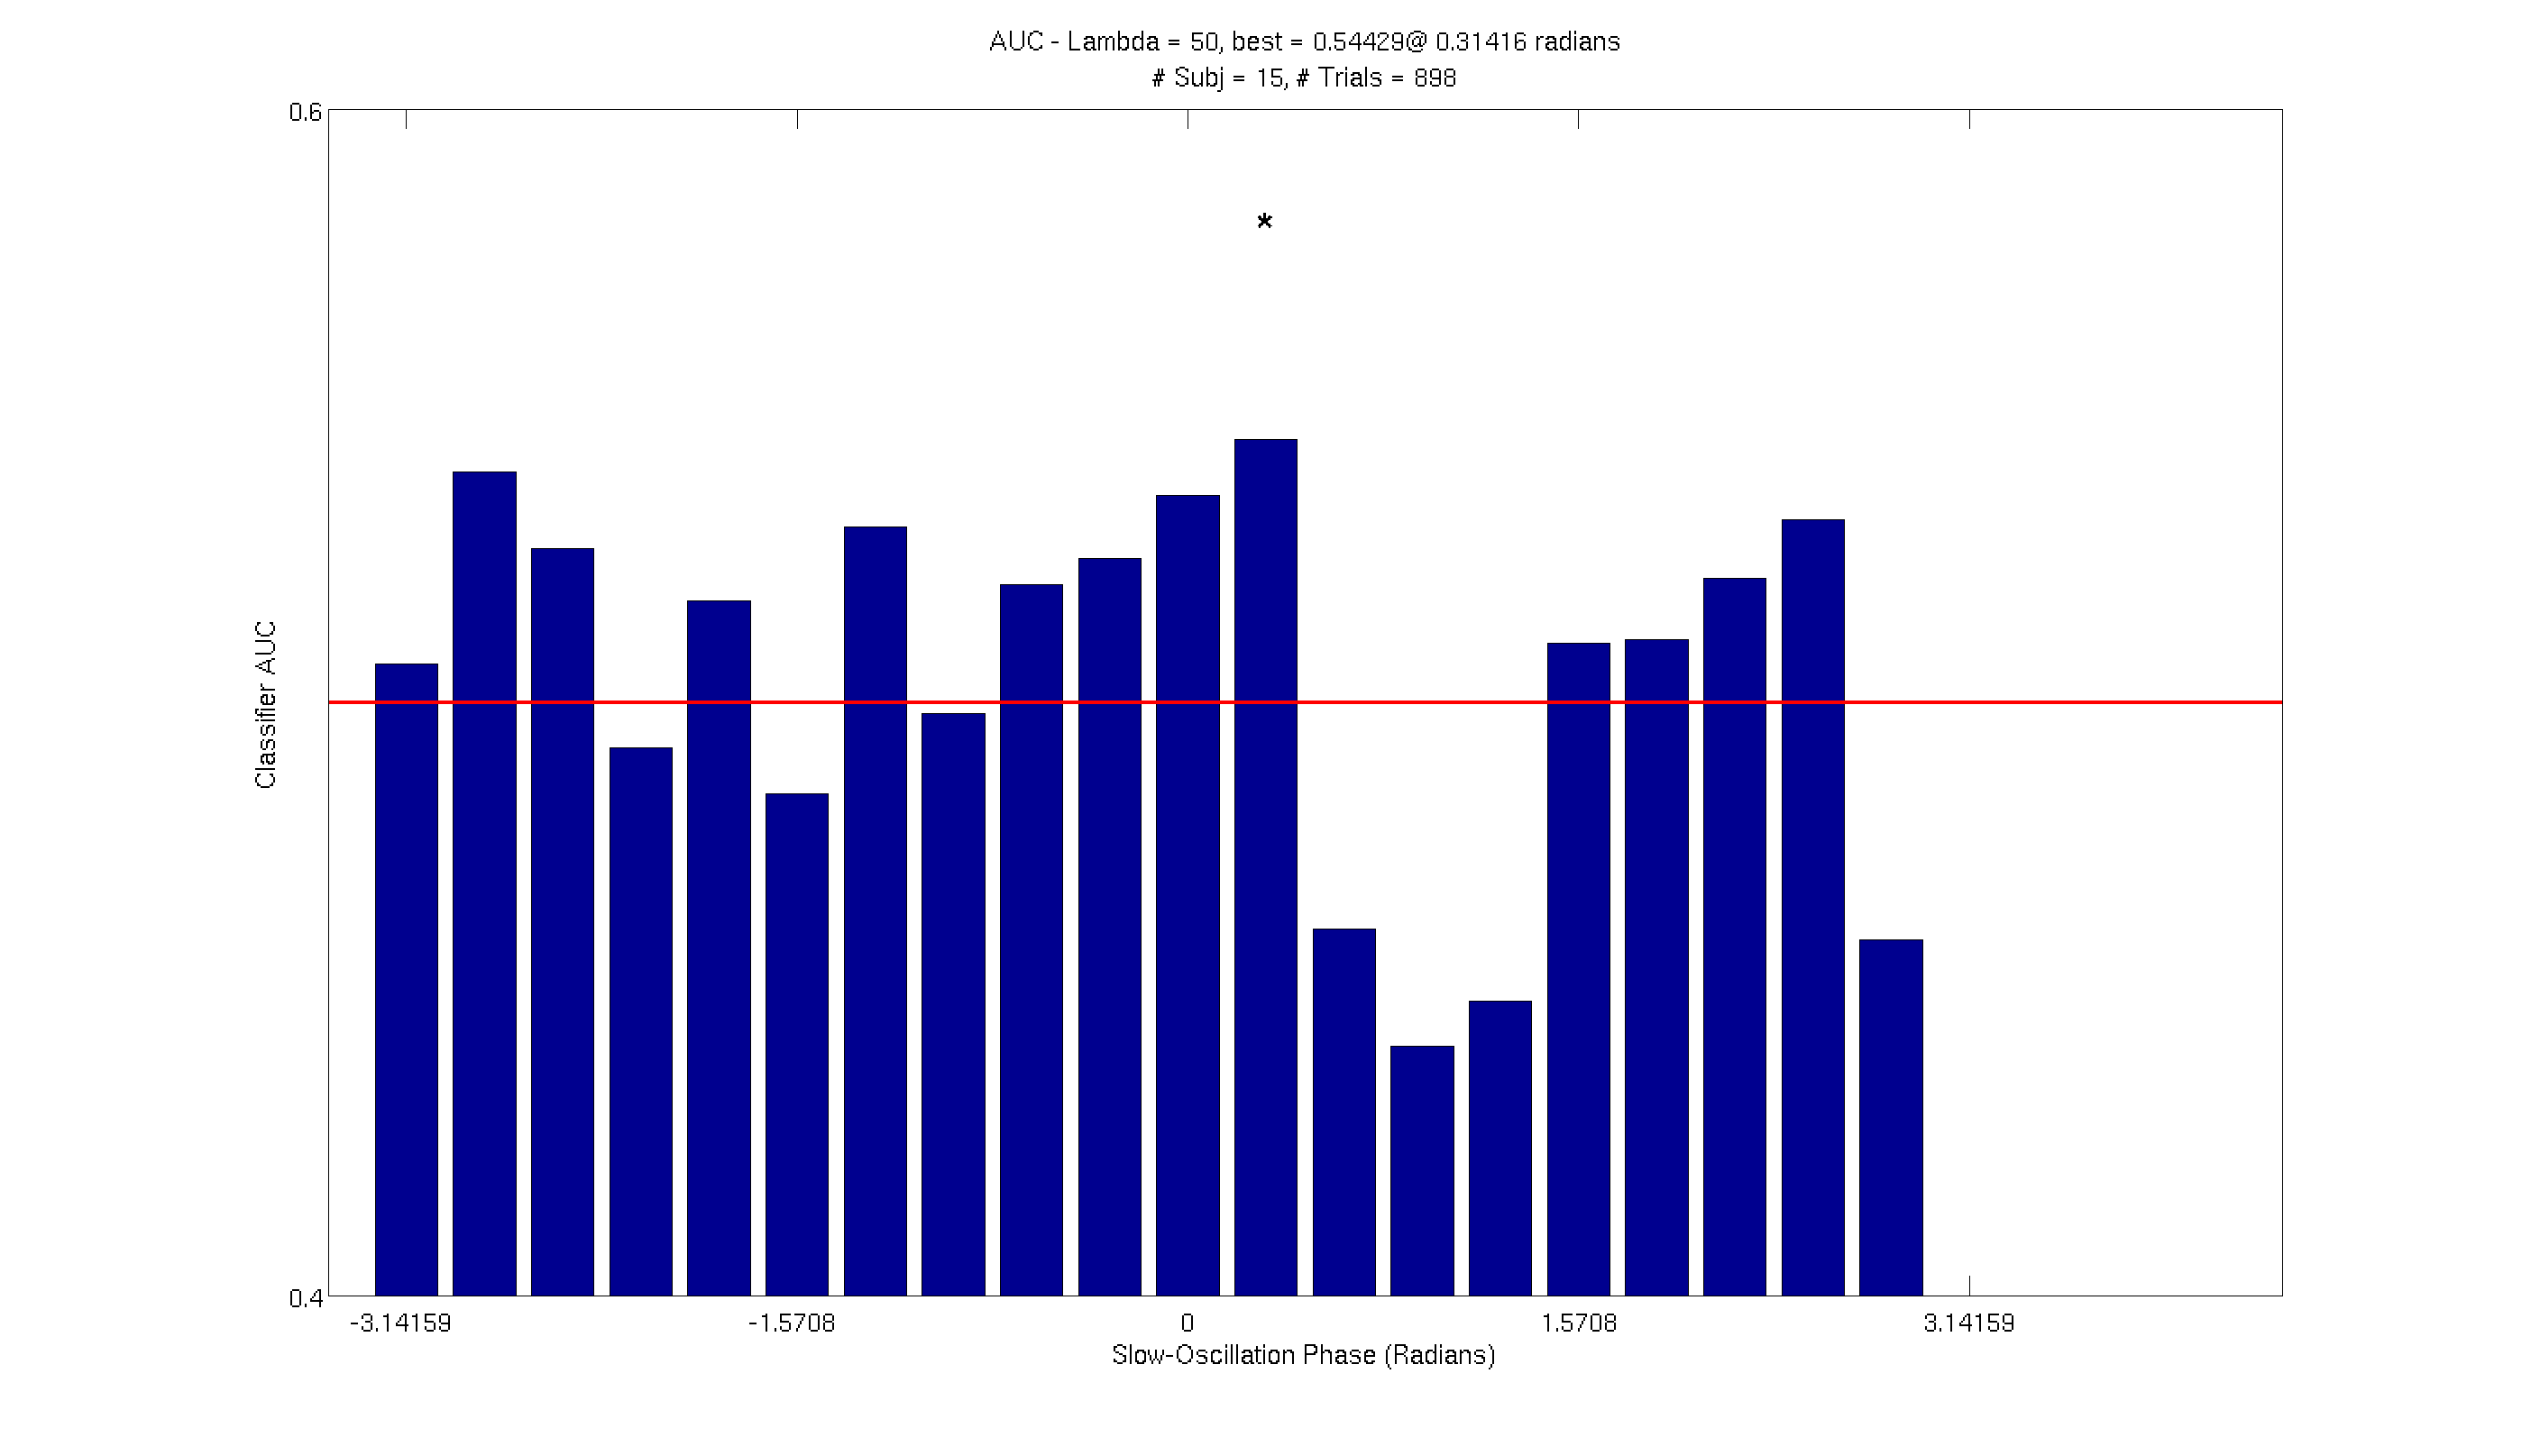 AUC - Lambda = 50, best = 0.54429@ 0.31416 radians
# Subj = 15, # Trials = 898
0.6
*
Classifier AUC
0.4
-3.14159
-1.5708
0
1.5708
3.14159
Slow-Oscillation Phase (Radians)